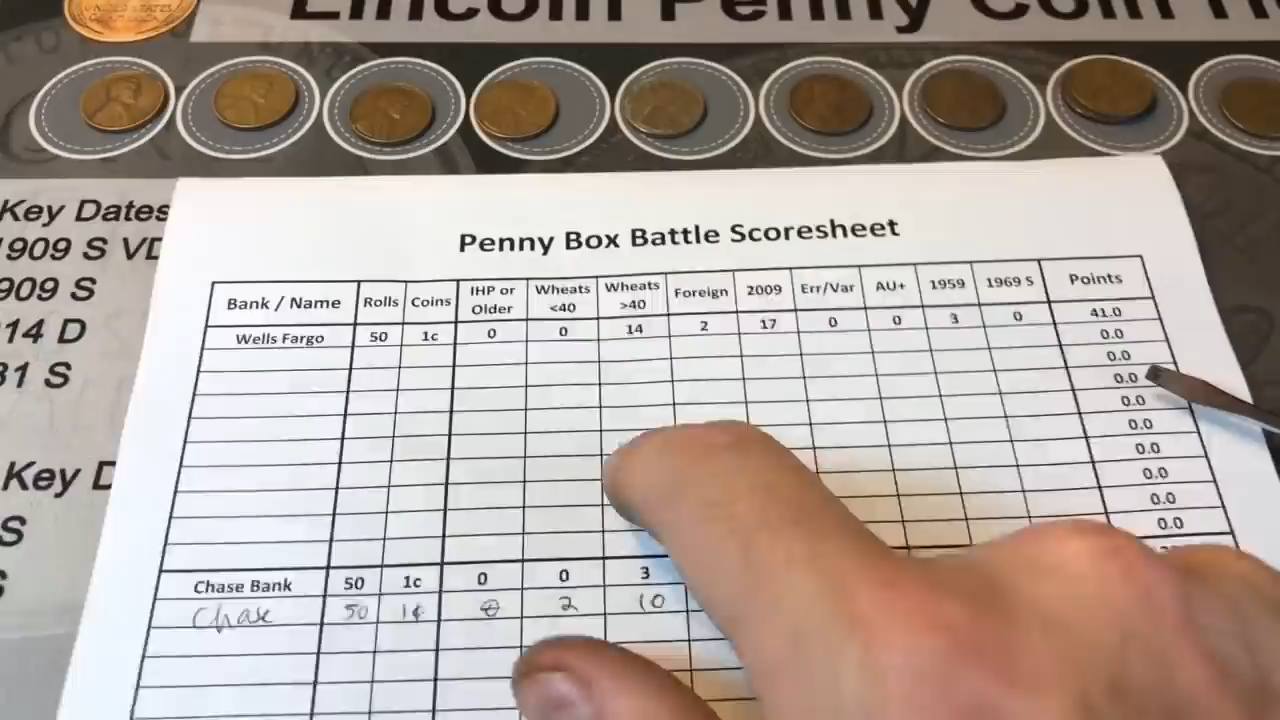 Lincoln Penny Coin
Key Dates
1909 S VD
909 S
14 D
31 S
Key D
S
Penny Box Battle Scoresheet
Bank / Name Rolls Coins IHP or Older Wheats <40 Wheats >40 Foreign 2009 Err/Var AU+ 1959 1969 S Points
Wells Fargo 50 1c 0 0 14 2 17 0 0 3 0 41.0
0.0
0.0
0.0
0.0
0.0
0.0
0.0
0.0
0.0
Chase Bank 50 1c 0 0 3
Chase 50 1¢ 0 2 10